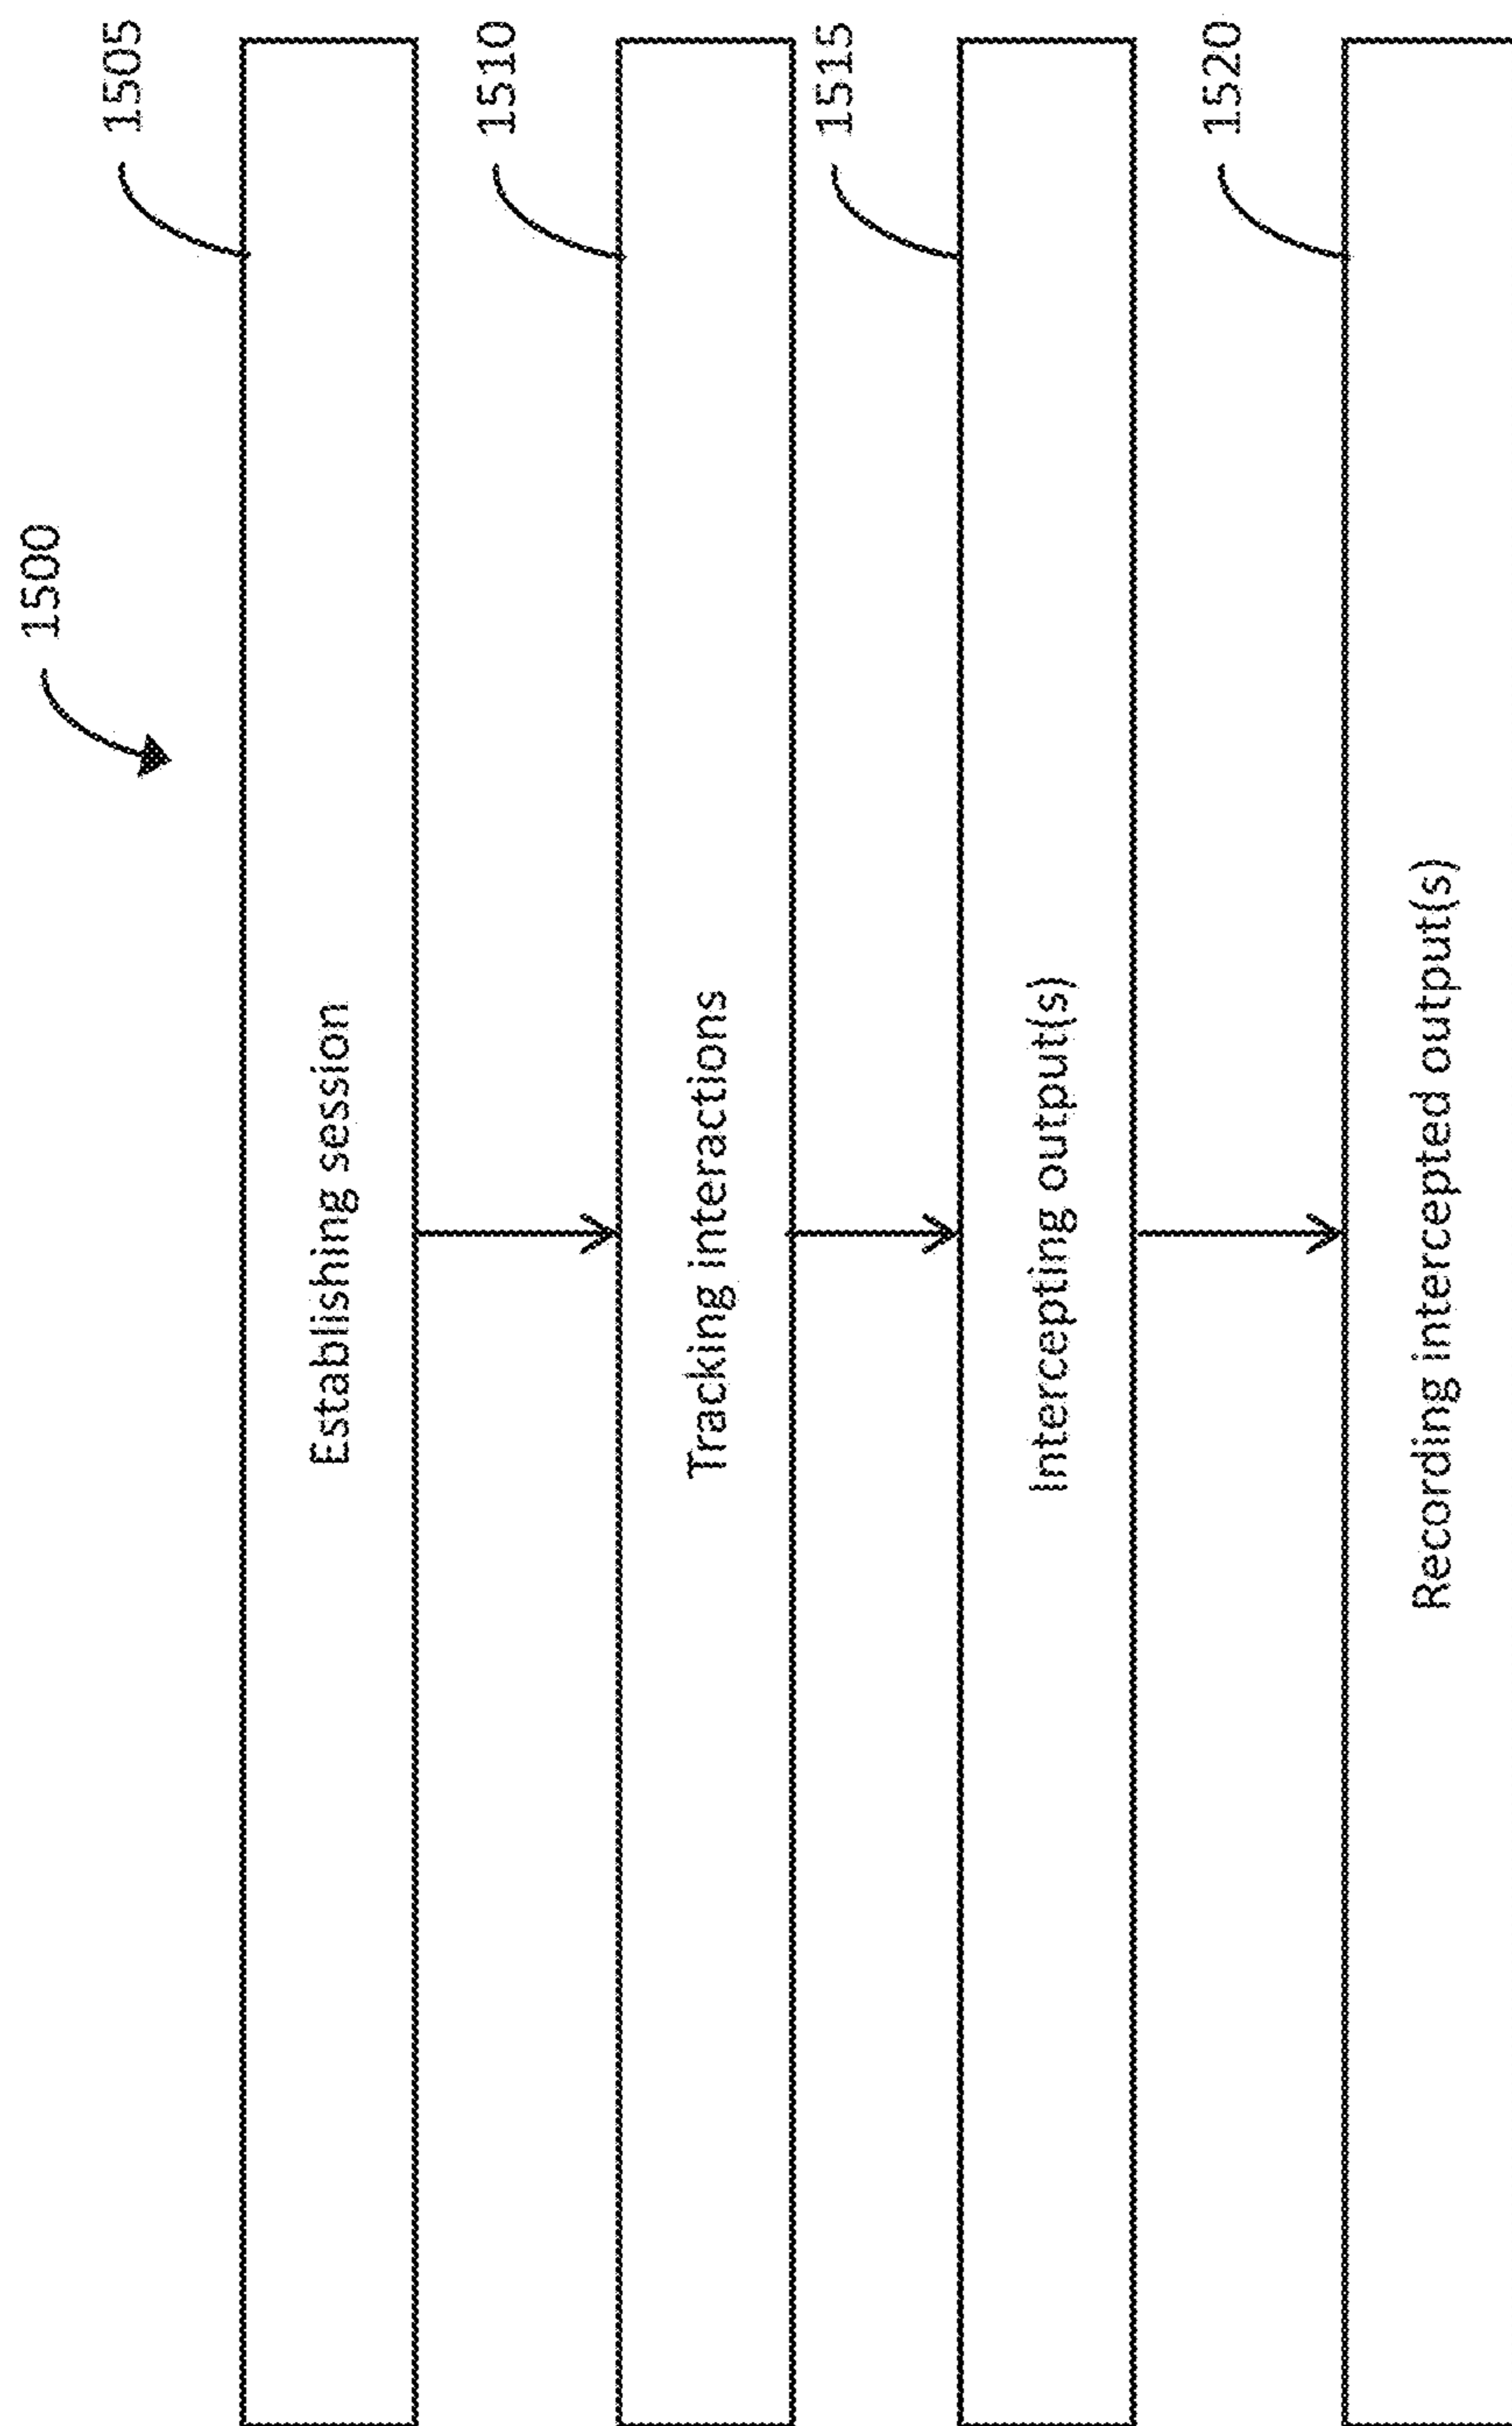 1500
1505
Establishing session
1510
Tracking interactions
1515
Intercepting output(s)
1520
Recording intercepted output(s)